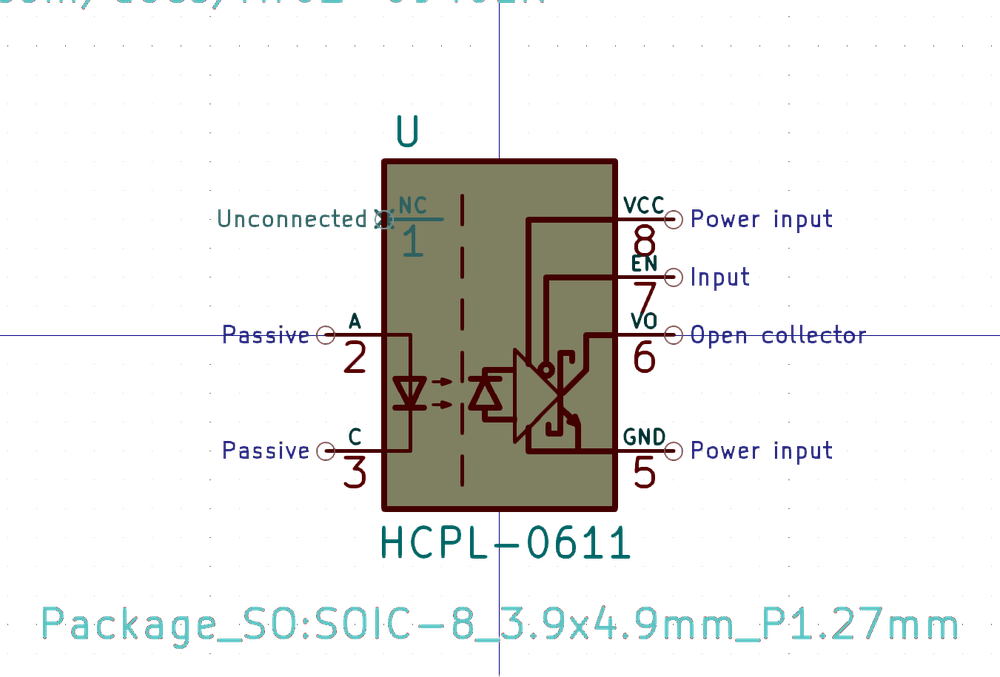 U
Unconnected NC 1
VCC 8 Power input
EN 7 Input
Passive A 2
VO 6 Open collector
Passive C 3
GND 5 Power input
HCPL-0611
Package_SO:SOIC-8_3.9x4.9mm_P1.27mm